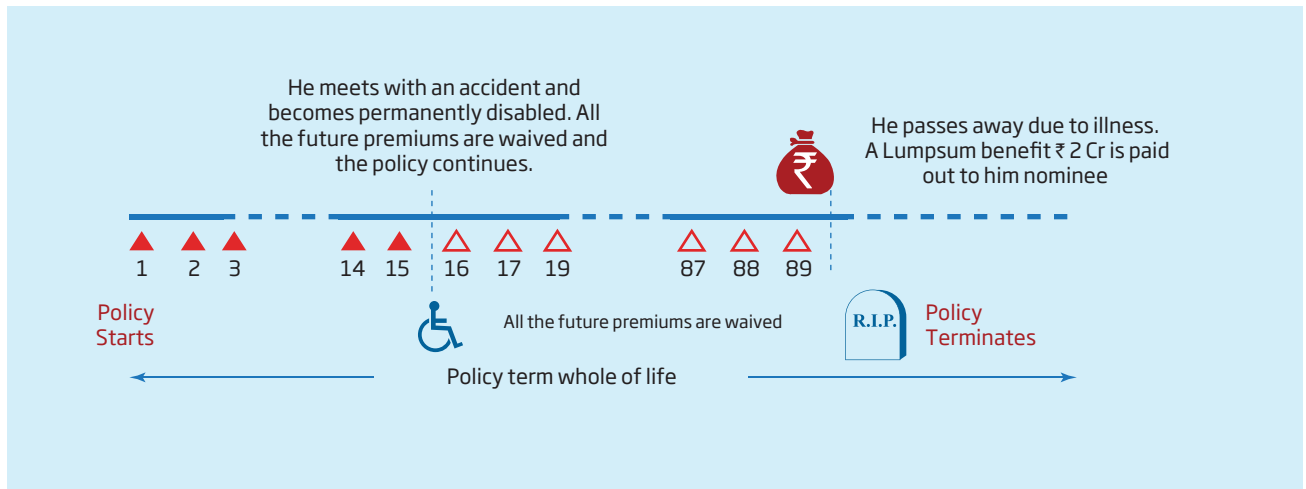 He meets with an accident and
becomes permanently disabled. All
the future premiums are waived and
the policy continues.
₹
He passes away due to illness.
A Lumpsum benefit ₹ 2 Cr is paid
out to him nominee
1 2 3 14 15 16 17 19 87 88 89
Policy
Starts
All the future premiums are waived
R.I.P.
Policy
Terminates
Policy term whole of life